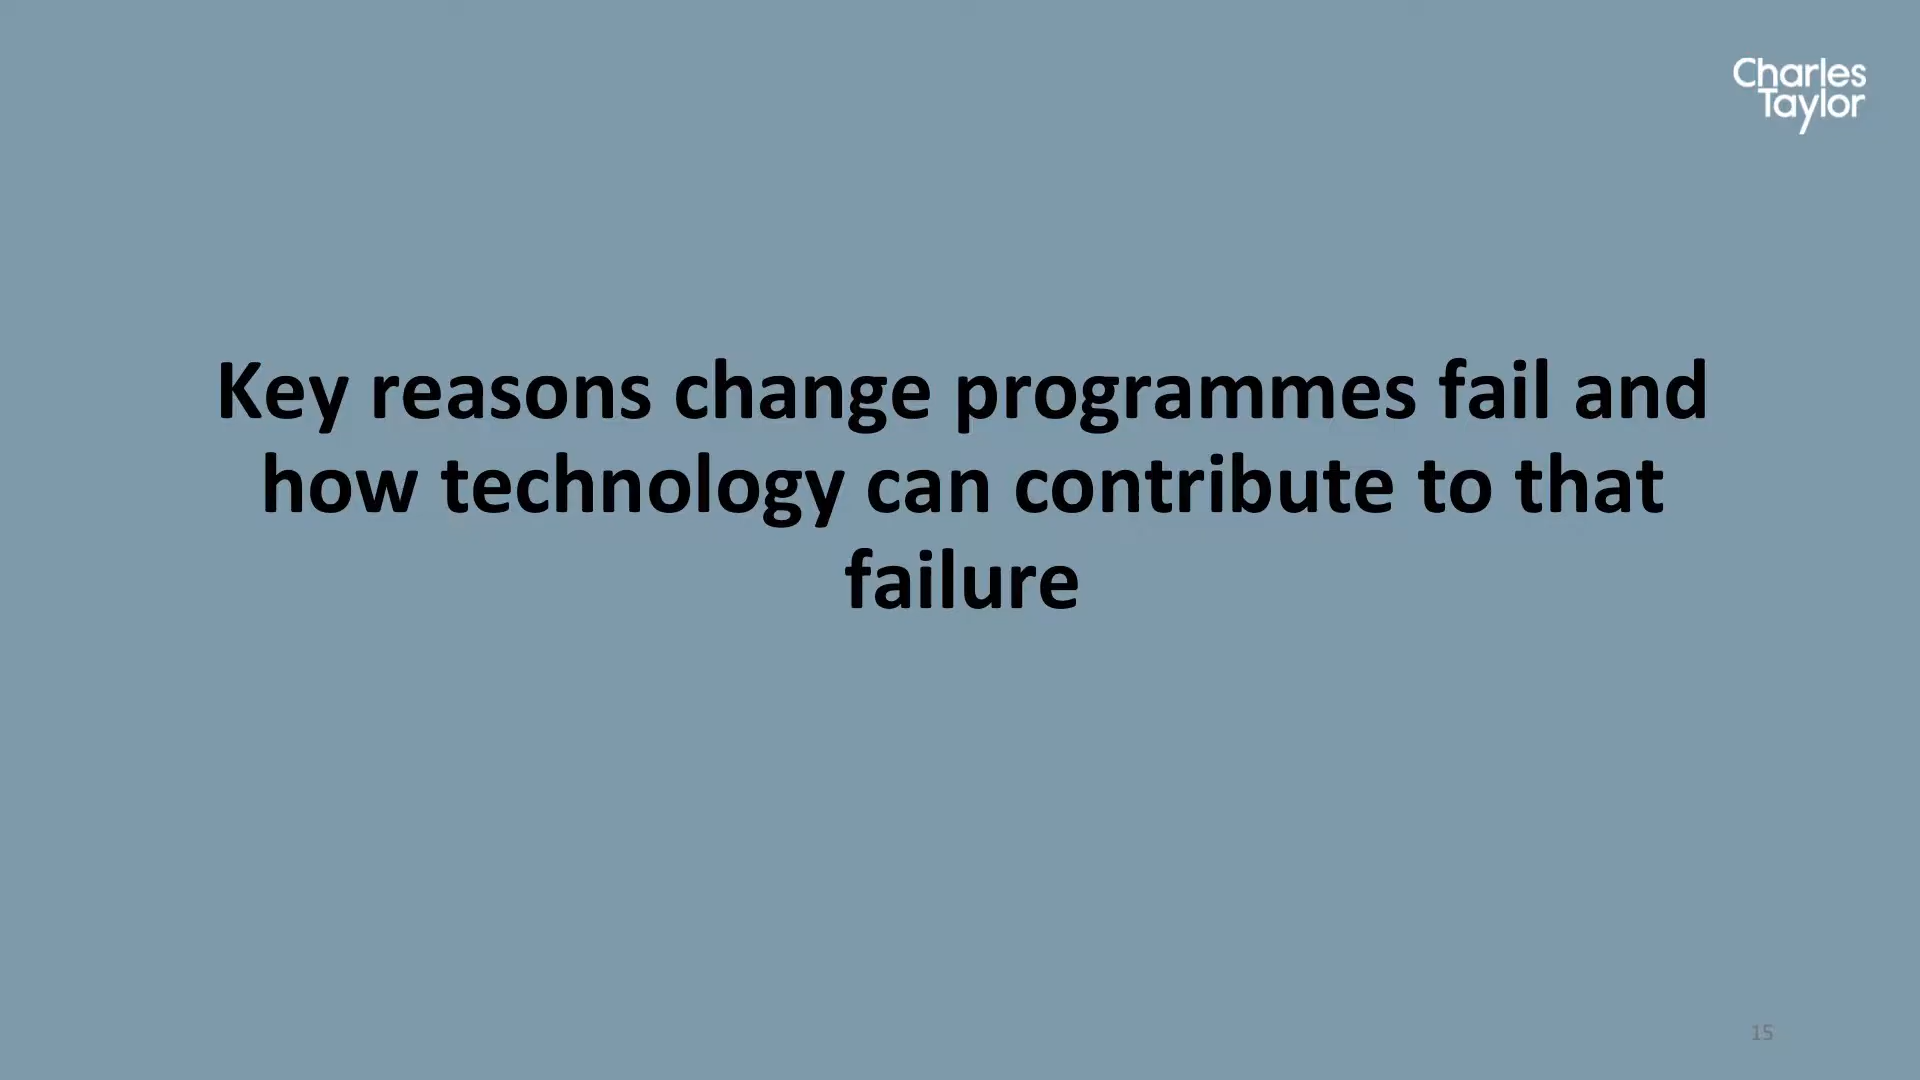 Charles
Taylor
Key reasons change programmes fail and
how technology can contribute to that
failure
15